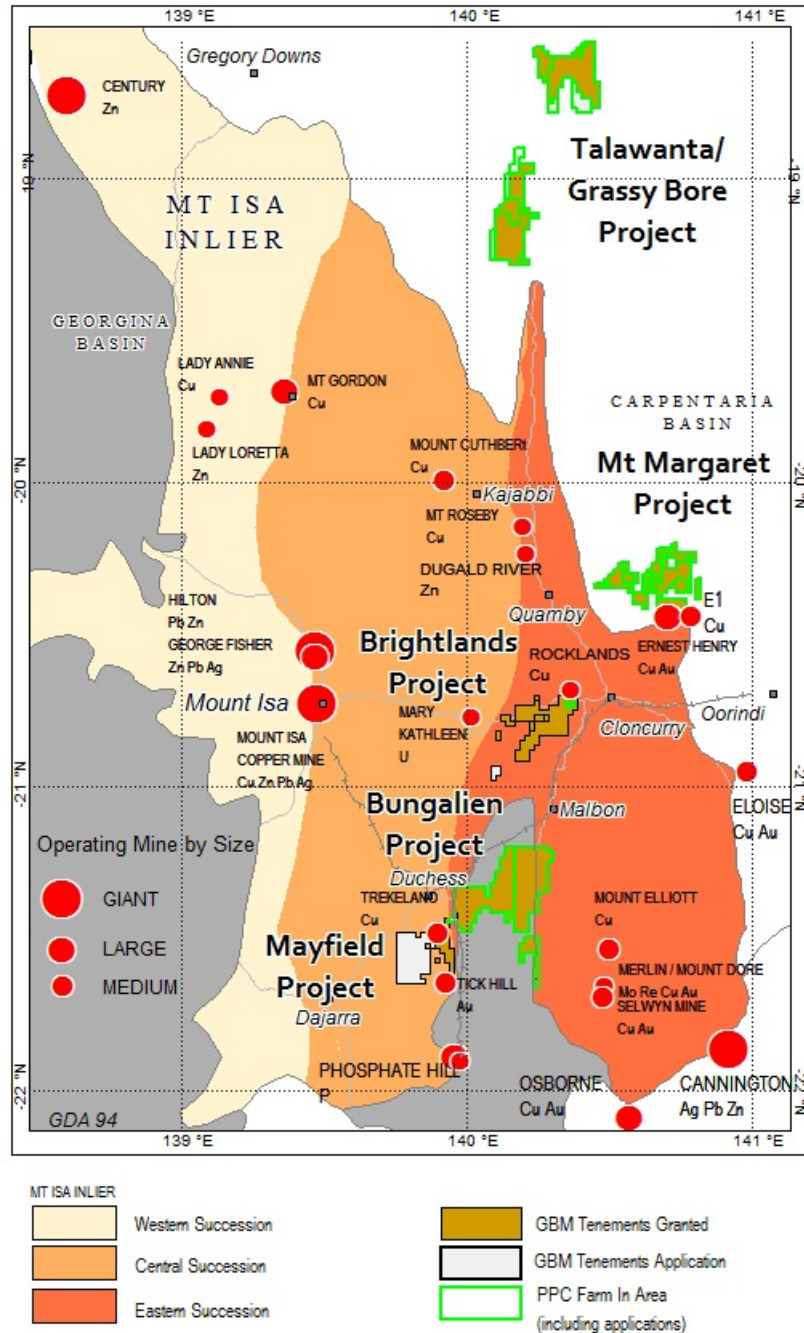 139 °E
140 °E
141 °E
Gregory Downs
CENTURY
Zn
-19 °N
-19 °N
Talawanta/
Grassy Bore
Project
MT ISA
INLIER
GEORGINA
BASIN
LADY ANNIE
Cu
MT GORDON
Cu
LADY LORETTA
Zn
CARPENTARIA
BASIN
MOUNT CUTHBERt
Cu
Mt Margaret
Project
-20 °N
-20 °N
Kajabbi
MT ROSEBY
Cu
DUGALD RIVER
Zn
HILTON
Pb Zn
GEORGE FISHER
Zn Pb Ag
Quamby
E1
Cu
ERNEST HENRY
Cu Au
Brightlands
Project
ROCKLANDS
Cu
Mount Isa
MARY
KATHLEEN
U
Cloncurry
Oorindi
MOUNT ISA
COPPER MINE
Cu Zn Pb Ag
-21 °N
-21 °N
ELOISE
Cu Au
Bungalien
Project
Malbon
Operating Mine by Size
GIANT
LARGE
MEDIUM
Duchess
TREKELANO
Cu
MOUNT ELLIOTT
Cu
Mayfield
Project
MERLIN / MOUNT DORE
Mo Re Cu Au
SELWYN MINE
Cu Au
TICK HILL
Au
Dajarra
PHOSPHATE HILL
P
OSBORNE
Cu Au
CANNINGTON
Ag Pb Zn
-22 °N
-22 °N
GDA 94
139 °E
140 °E
141 °E
MT ISA INLIER
Western Succession
Central Succession
Eastern Succession
GBM Tenements Granted
GBM Tenements Application
PPC Farm In Area
(including applications)